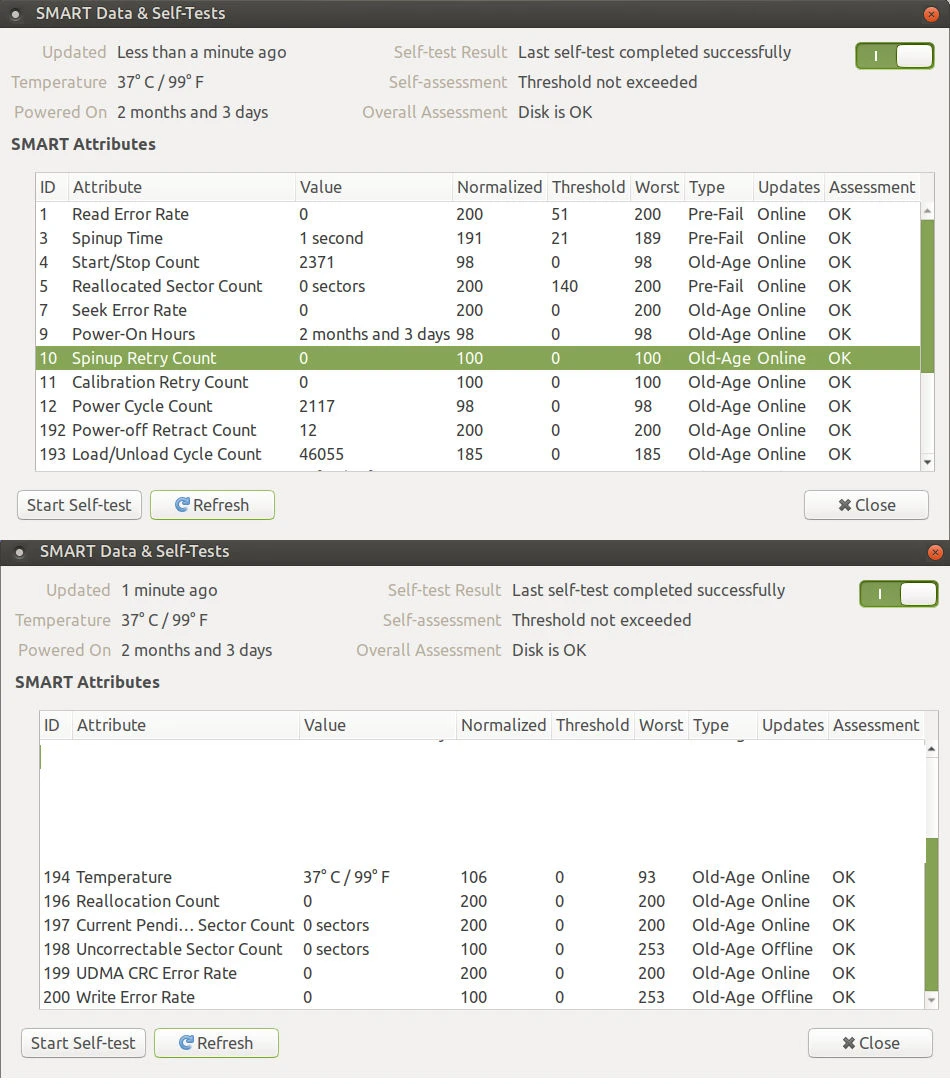 SMART Data & Self-Tests
Updated Less than a minute ago Self-test Result Last self-test completed successfully
Temperature 37° C / 99° F Self-assessment Threshold not exceeded
Powered On 2 months and 3 days Overall Assessment Disk is OK
SMART Attributes
ID Attribute Value Normalized Threshold Worst Type Updates Assessment
1 Read Error Rate 0 200 51 200 Pre-Fail Online OK
3 Spinup Time 1 second 191 21 189 Pre-Fail Online OK
4 Start/Stop Count 2371 98 0 98 Old-Age Online OK
5 Reallocated Sector Count 0 sectors 200 140 200 Pre-Fail Online OK
7 Seek Error Rate 0 200 0 200 Old-Age Online OK
9 Power-On Hours 2 months and 3 days 98 0 98 Old-Age Online OK
10 Spinup Retry Count 0 100 0 100 Old-Age Online OK
11 Calibration Retry Count 0 100 0 100 Old-Age Online OK
12 Power Cycle Count 2117 98 0 98 Old-Age Online OK
192 Power-off Retract Count 12 200 0 200 Old-Age Online OK
193 Load/Unload Cycle Count 46055 185 0 185 Old-Age Online OK
Start Self-test Refresh Close
SMART Data & Self-Tests
Updated 1 minute ago Self-test Result Last self-test completed successfully
Temperature 37° C / 99° F Self-assessment Threshold not exceeded
Powered On 2 months and 3 days Overall Assessment Disk is OK
SMART Attributes
ID Attribute Value Normalized Threshold Worst Type Updates Assessment
194 Temperature 37° C / 99° F 106 0 93 Old-Age Online OK
196 Reallocation Count 0 200 0 200 Old-Age Online OK
197 Current Pendi... Sector Count 0 sectors 200 0 200 Old-Age Online OK
198 Uncorrectable Sector Count 0 sectors 100 0 253 Old-Age Offline OK
199 UDMA CRC Error Rate 0 200 0 200 Old-Age Online OK
200 Write Error Rate 0 100 0 253 Old-Age Offline OK
Start Self-test Refresh Close